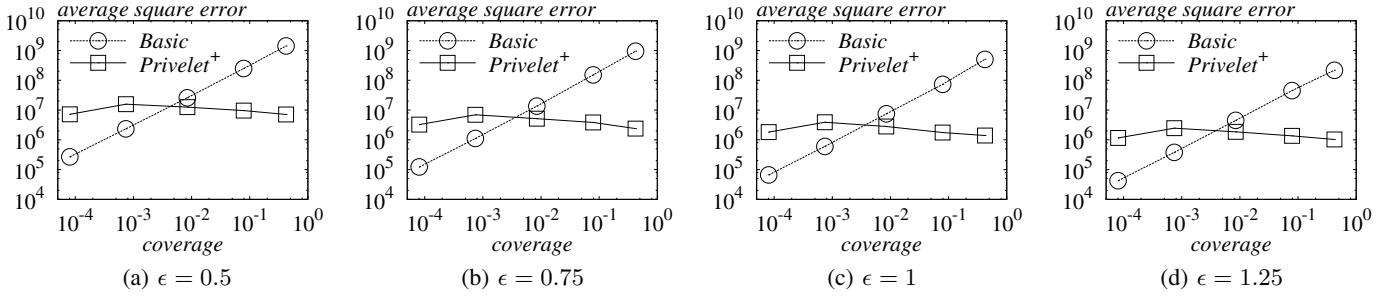 average square error
10^10
10^9
10^8
10^7
10^6
10^5
10^4
Basic
Privelet^+
10^-4 10^-3 10^-2 10^-1 10^0
coverage
(a) ϵ = 0.5
average square error
10^10
10^9
10^8
10^7
10^6
10^5
10^4
Basic
Privelet^+
10^-4 10^-3 10^-2 10^-1 10^0
coverage
(b) ϵ = 0.75
average square error
10^10
10^9
10^8
10^7
10^6
10^5
10^4
Basic
Privelet^+
10^-4 10^-3 10^-2 10^-1 10^0
coverage
(c) ϵ = 1
average square error
10^10
10^9
10^8
10^7
10^6
10^5
10^4
Basic
Privelet^+
10^-4 10^-3 10^-2 10^-1 10^0
coverage
(d) ϵ = 1.25